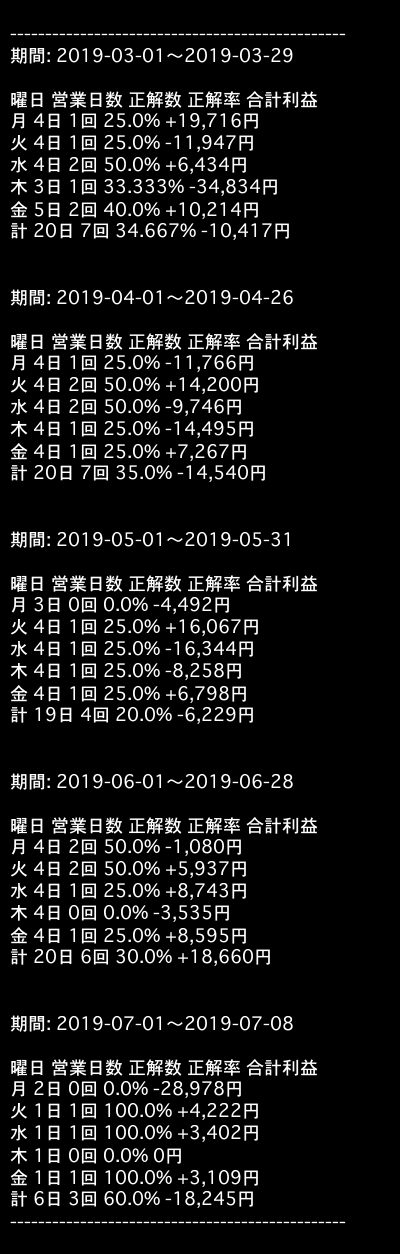 ------------------------------------------------
期間: 2019-03-01〜2019-03-29
曜日 営業日数 正解数 正解率 合計利益
月 4日 1回 25.0% +19,716円
火 4日 1回 25.0% -11,947円
水 4日 2回 50.0% +6,434円
木 3日 1回 33.333% -34,834円
金 5日 2回 40.0% +10,214円
計 20日 7回 34.667% -10,417円
期間: 2019-04-01〜2019-04-26
曜日 営業日数 正解数 正解率 合計利益
月 4日 1回 25.0% -11,766円
火 4日 2回 50.0% +14,200円
水 4日 2回 50.0% -9,746円
木 4日 1回 25.0% -14,495円
金 4日 1回 25.0% +7,267円
計 20日 7回 35.0% -14,540円
期間: 2019-05-01〜2019-05-31
曜日 営業日数 正解数 正解率 合計利益
月 3日 0回 0.0% -4,492円
火 4日 1回 25.0% +16,067円
水 4日 1回 25.0% -16,344円
木 4日 1回 25.0% -8,258円
金 4日 1回 25.0% +6,798円
計 19日 4回 20.0% -6,229円
期間: 2019-06-01〜2019-06-28
曜日 営業日数 正解数 正解率 合計利益
月 4日 2回 50.0% -1,080円
火 4日 2回 50.0% +5,937円
水 4日 1回 25.0% +8,743円
木 4日 0回 0.0% -3,535円
金 4日 1回 25.0% +8,595円
計 20日 6回 30.0% +18,660円
期間: 2019-07-01〜2019-07-08
曜日 営業日数 正解数 正解率 合計利益
月 2日 0回 0.0% -28,978円
火 1日 1回 100.0% +4,222円
水 1日 1回 100.0% +3,402円
木 1日 0回 0.0% 0円
金 1日 1回 100.0% +3,109円
計 6日 3回 60.0% -18,245円
------------------------------------------------